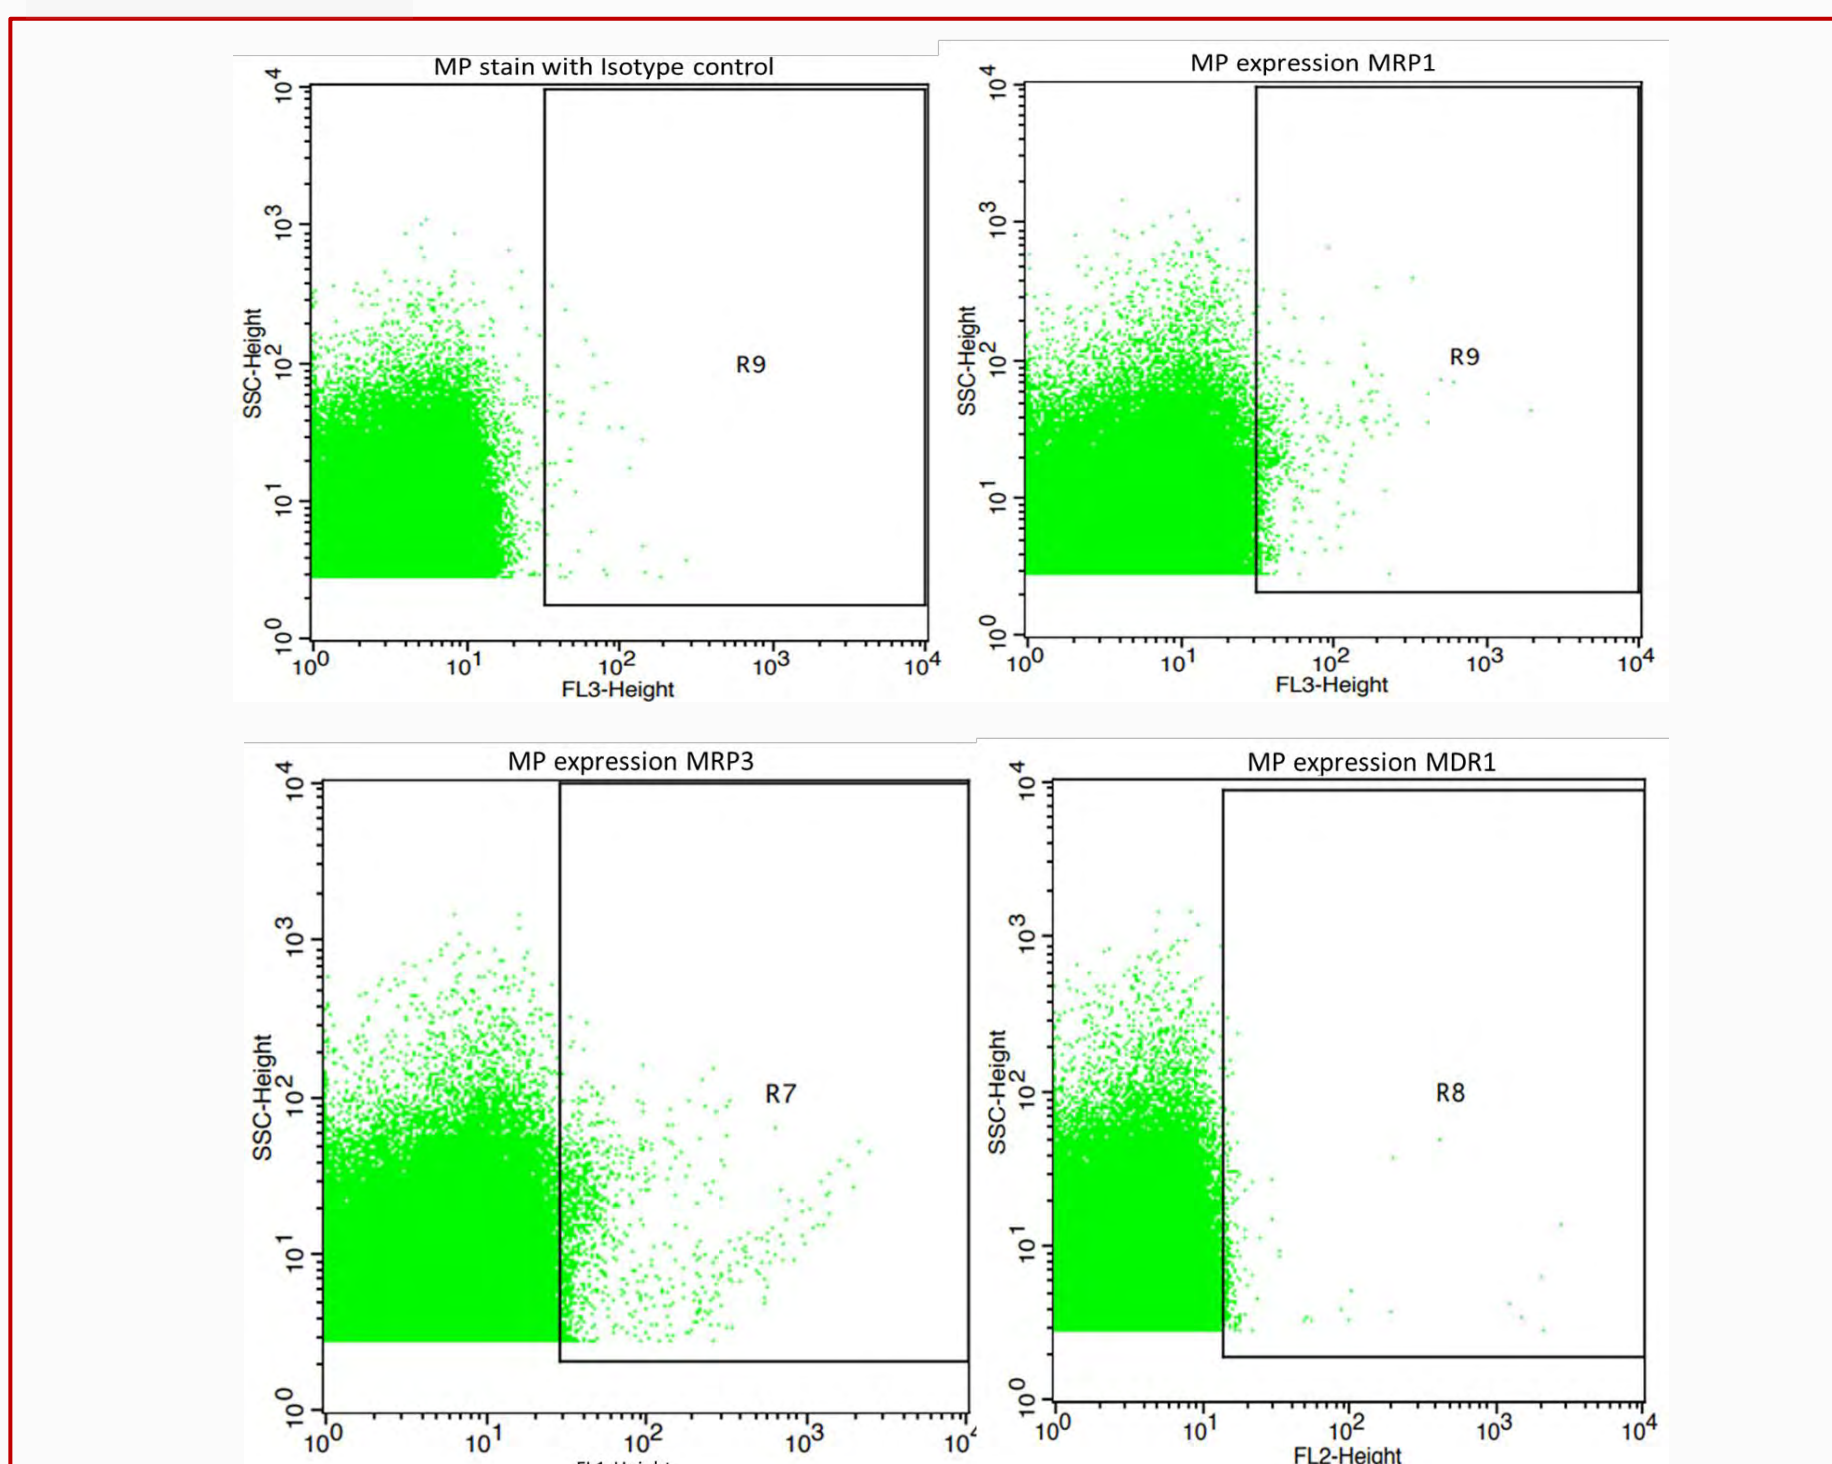 MP stain with Isotype control
10^4
10^3
10^2
10^1
10^0
SSC-Height
R9
10^0 10^1 10^2 10^3 10^4
FL3-Height
MP expression MRP1
10^4
10^3
10^2
10^1
10^0
SSC-Height
R9
10^0 10^1 10^2 10^3 10^4
FL3-Height
MP expression MRP3
10^4
10^3
10^2
10^1
10^0
SSC-Height
R7
10^0 10^1 10^2 10^3
MP expression MDR1
10^4
10^3
10^2
10^1
10^0
SSC-Height
R8
10^0 10^1 10^2 10^3 10^4
FL2-Height